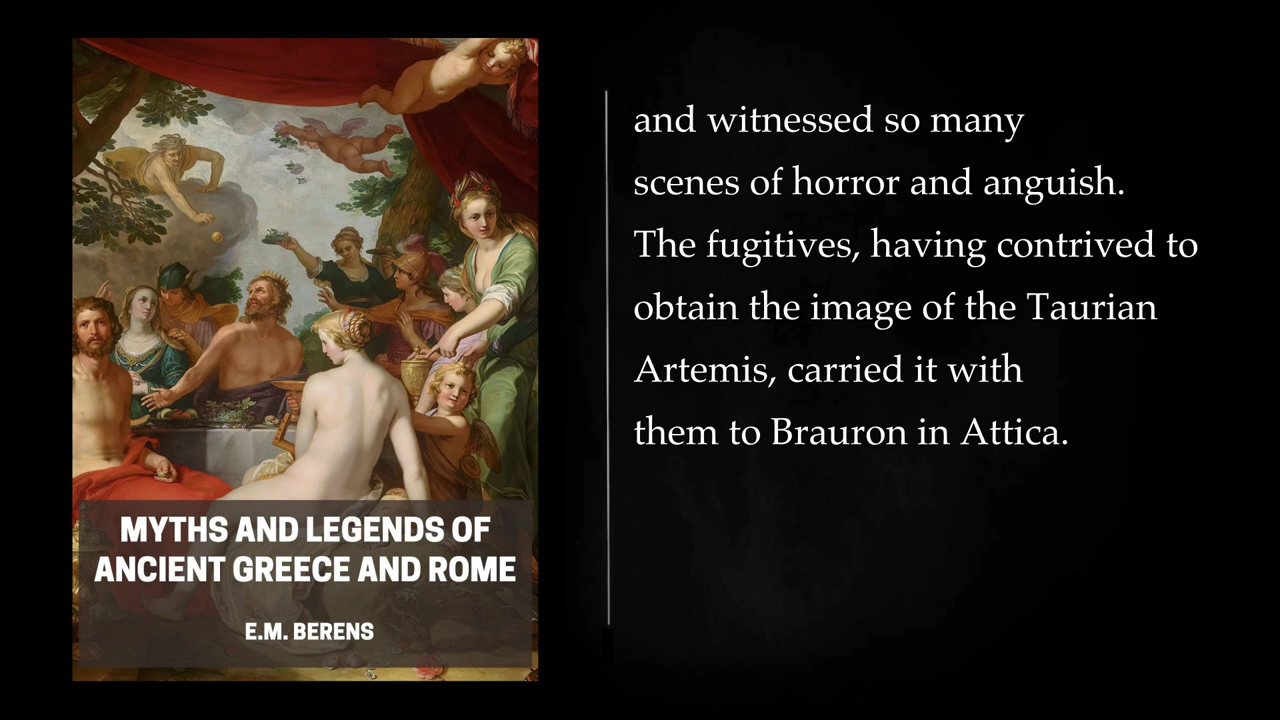 MYTHS AND LEGENDS OF
ANCIENT GREECE AND ROME
E.M. BERENS
and witnessed so many
scenes of horror and anguish.
The fugitives, having contrived to
obtain the image of the Taurian
Artemis, carried it with
them to Brauron in Attica.